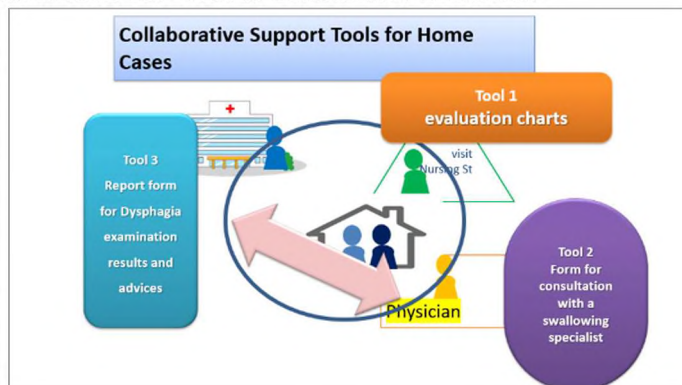 Collaborative Support Tools for Home
Cases
Tool 1
evaluation charts
visit
Nursing St
Tool 3
Report form
for Dysphagia
examination
results and
advices
Tool 2
Form for
consultation
with a
swallowing
specialist
Physician